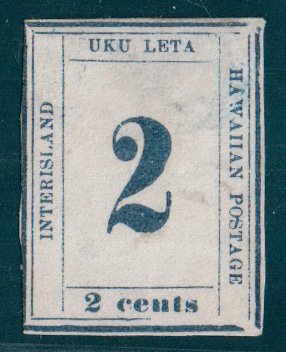 UKU LETA
INTERISLAND
2
HAWAIIAN POSTAGE
2 cents